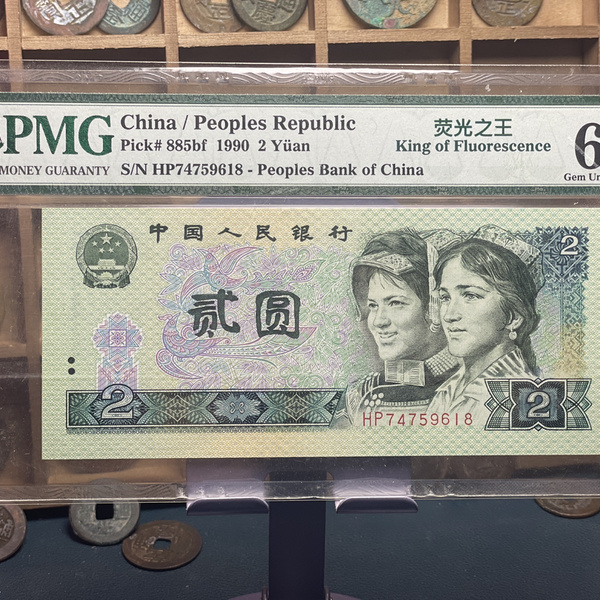 PMG
MONEY GUARANTY
China / Peoples Republic
Pick# 885bf 1990 2 Yüan
S/N HP74759618 - Peoples Bank of China
荧光之王
King of Fluorescence
6
Gem Un
中国人民银行
2
贰圆
2
HP74759618
2